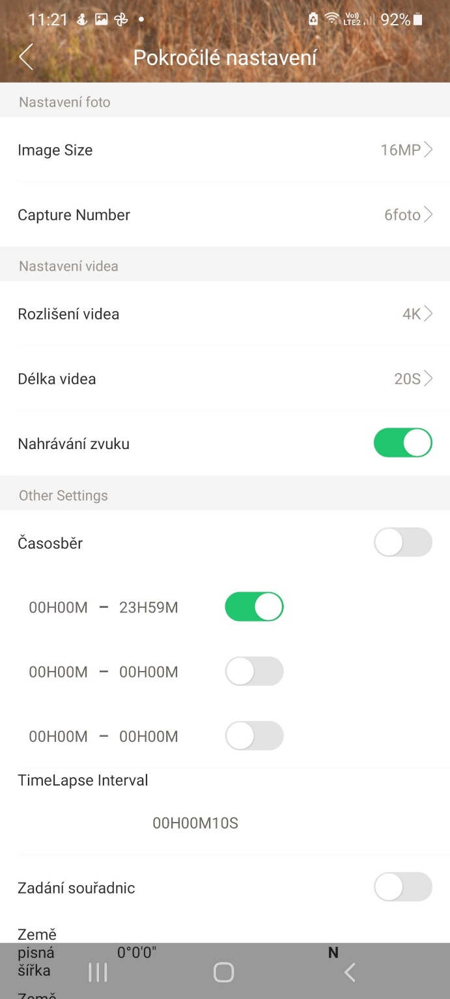 11:21 Vo)) LTE2 92%
Pokročilé nastavení
Nastavení foto
Image Size 16MP
Capture Number 6foto
Nastavení videa
Rozlišení videa 4K
Délka videa 20S
Nahrávání zvuku
Other Settings
Časosběr
00H00M – 23H59M
00H00M – 00H00M
00H00M – 00H00M
TimeLapse Interval
00H00M10S
Zadání souřadnic
Země
pisná 0°0'0" N
šířka
Země